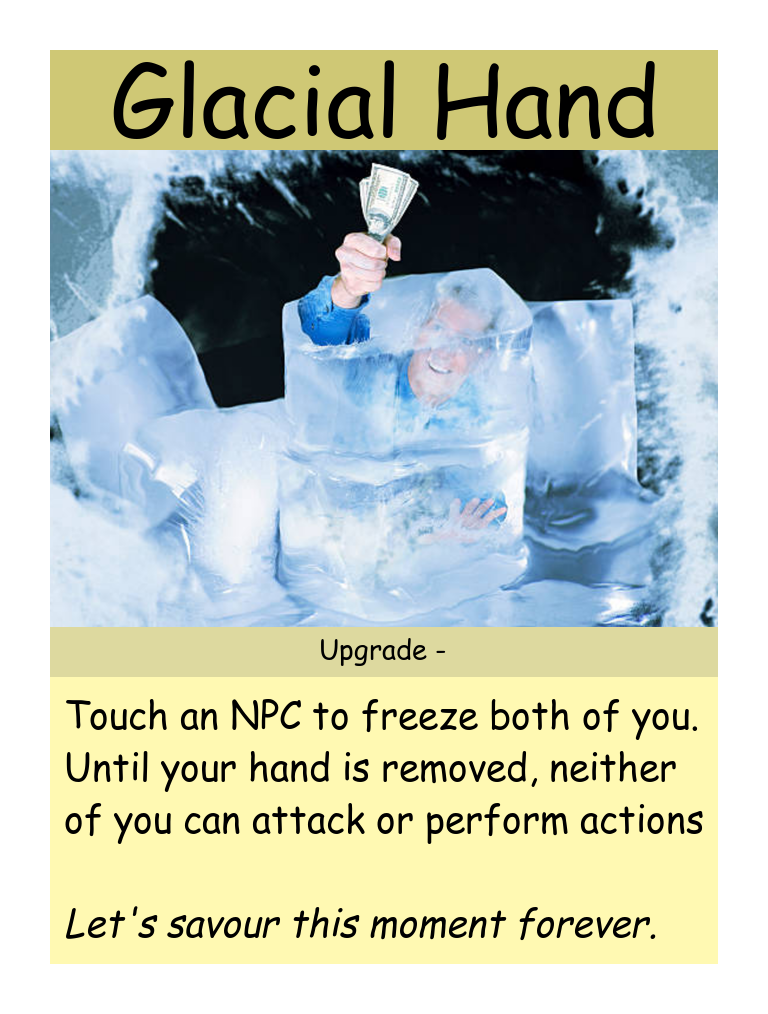 Glacial Hand
Upgrade -
Touch an NPC to freeze both of you.
Until your hand is removed, neither
of you can attack or perform actions
Let's savour this moment forever.